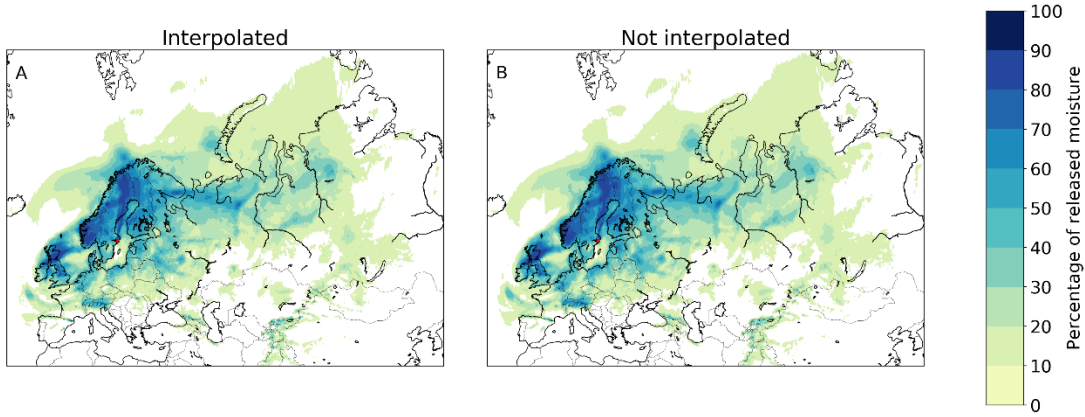 Interpolated
A
Not interpolated
B
100
90
80
70
60
50
40
30
20
10
0
Percentage of released moisture